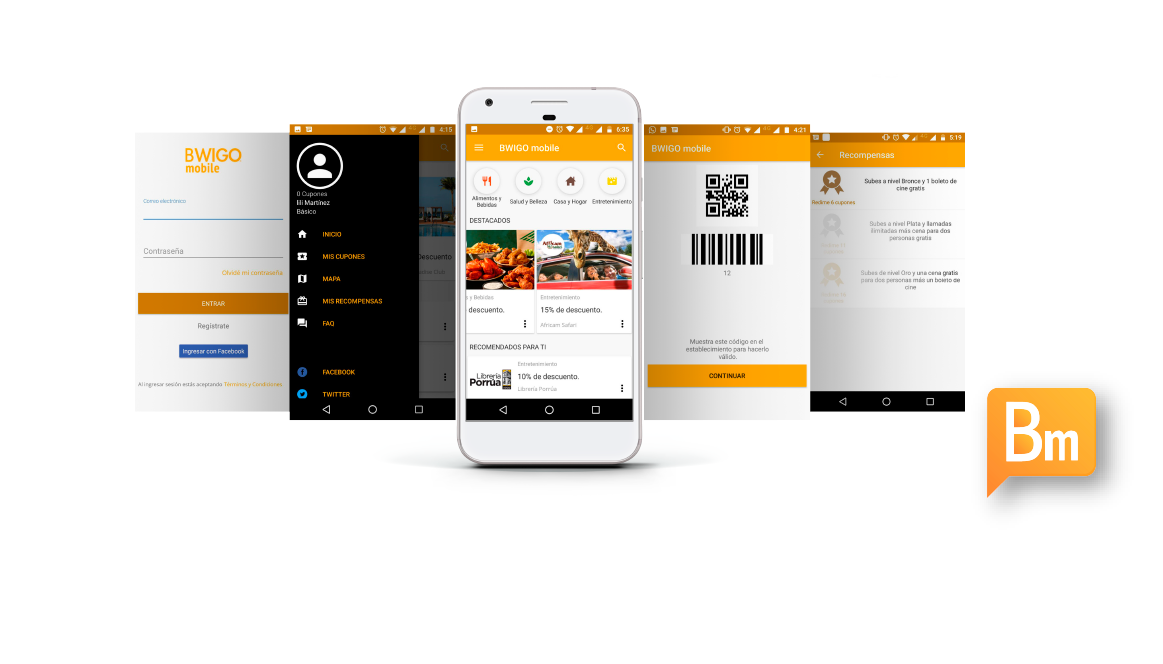 BWIGO
mobile
Correo electrónico
Contraseña
Olvidé mi contraseña
ENTRAR
Regístrate
Ingresar con Facebook
Al ingresar sesión estás aceptando Términos y Condiciones
4:15
0 Cupones
lili Martínez
Básico
INICIO
MIS CUPONES
MAPA
MIS RECOMPENSAS
FAQ
FACEBOOK
TWITTER
Descuento.
6:35
BWIGO mobile
Alimentos y
Bebidas
Salud y Belleza
Casa y Hogar
Entretenimiento
DESTACADOS
y Bebidas
descuento.
Entretenimiento
15% de descuento.
Africam Safari
RECOMENDADOS PARA TI
Librería
Porrúa
Entretenimiento
10% de descuento.
Librería Porrúa
4:21
BWIGO mobile
12
Muestra este código en el
establecimiento para hacerlo
válido.
CONTINUAR
5:19
Recompensas
Subes a nivel Bronce y 1 boleto de
cine gratis
Redime 6 cupones
Subes a nivel Plata y llamadas
ilimitadas más cena para dos
personas gratis
Subes de nivel Oro y una cena gratis
para dos personas más un boleto de
cine
Bm